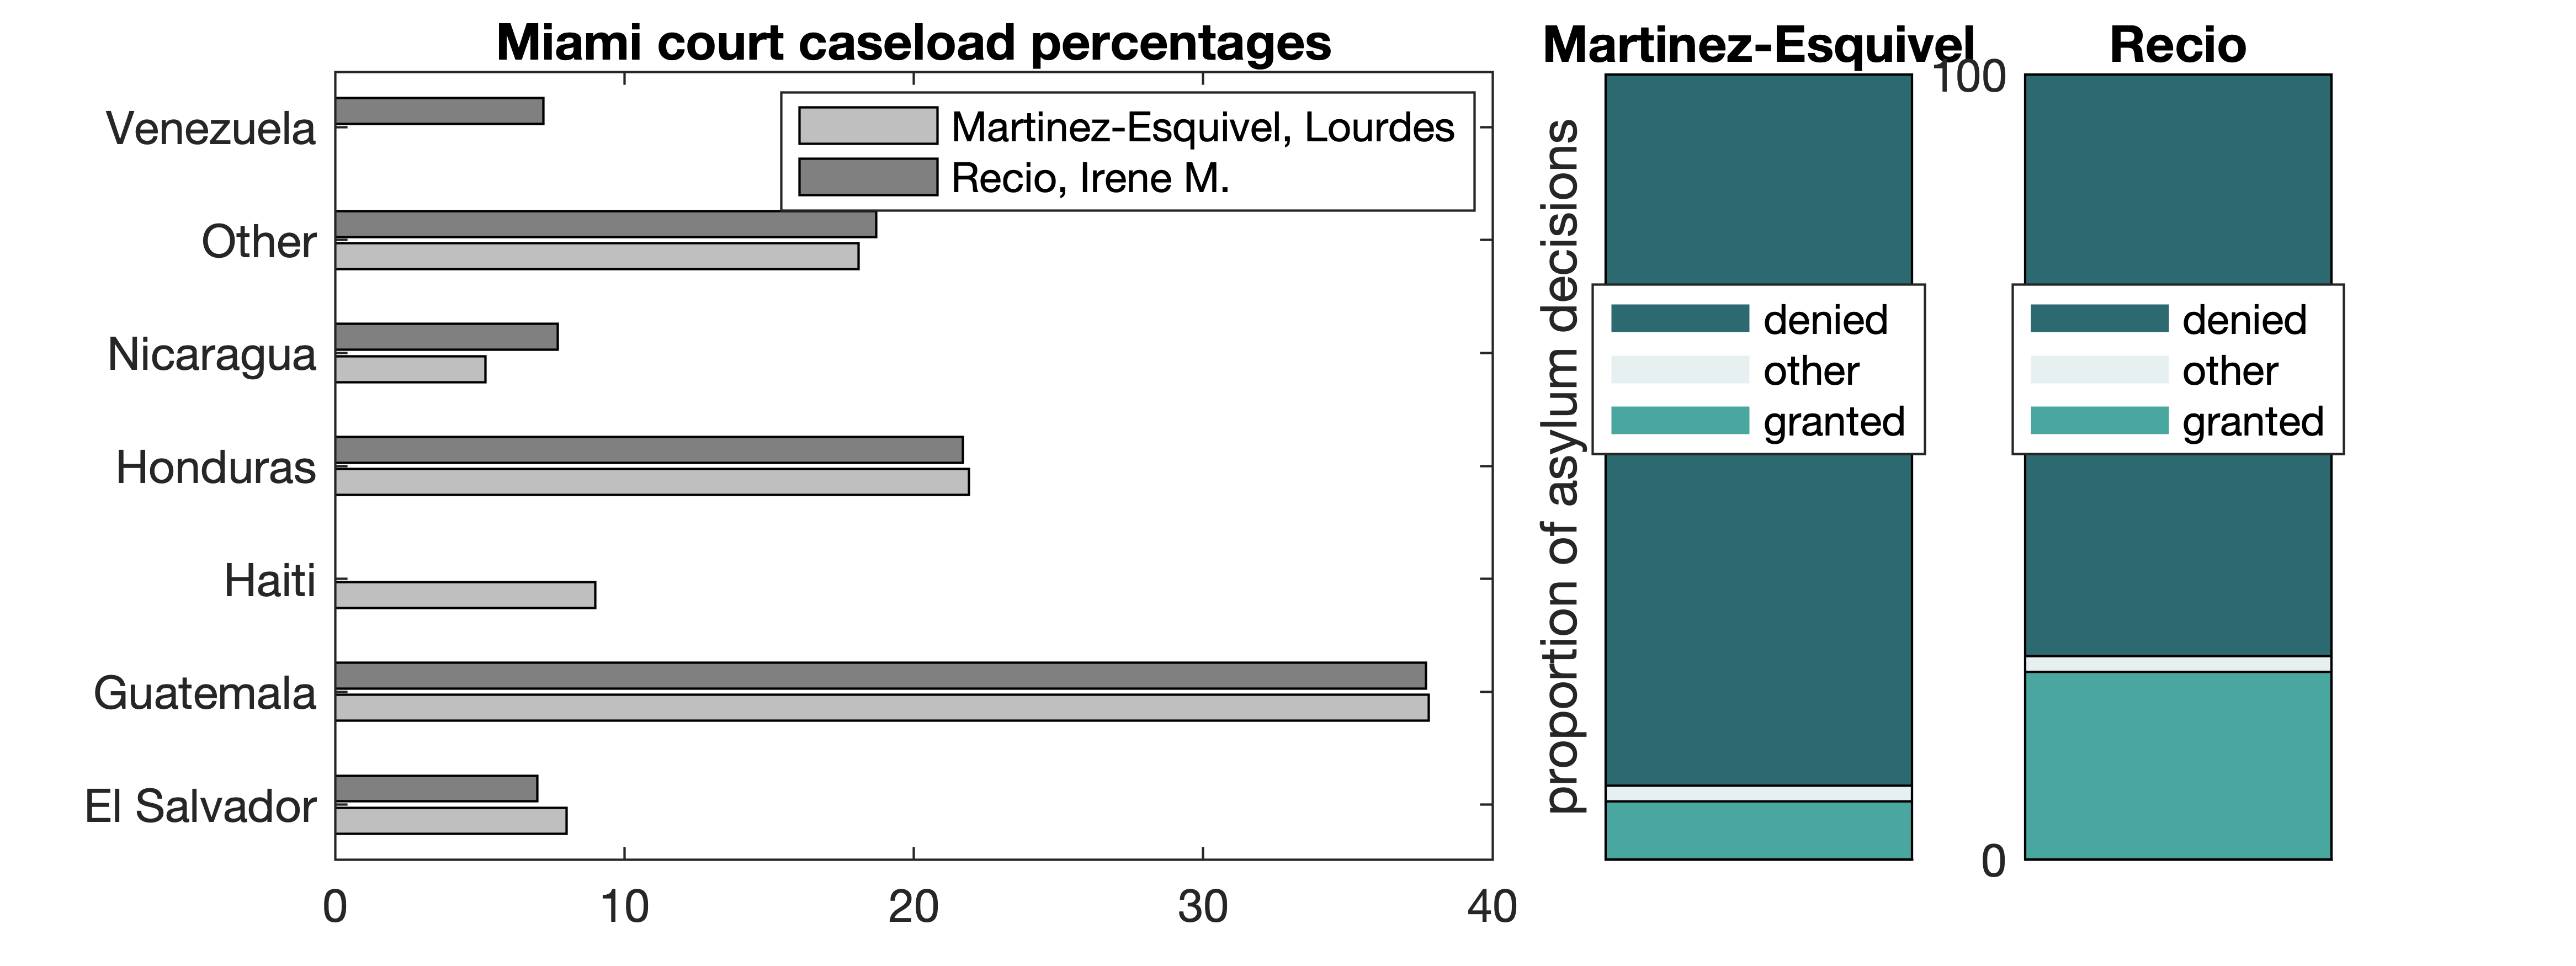 Miami court caseload percentages
Venezuela
Other
Nicaragua
Honduras
Haiti
Guatemala
El Salvador
0
10
20
30
40
Martinez-Esquivel, Lourdes
Recio, Irene M.
Martinez-Esquivel
proportion of asylum decisions
denied
other
granted
Recio
100
0
denied
other
granted